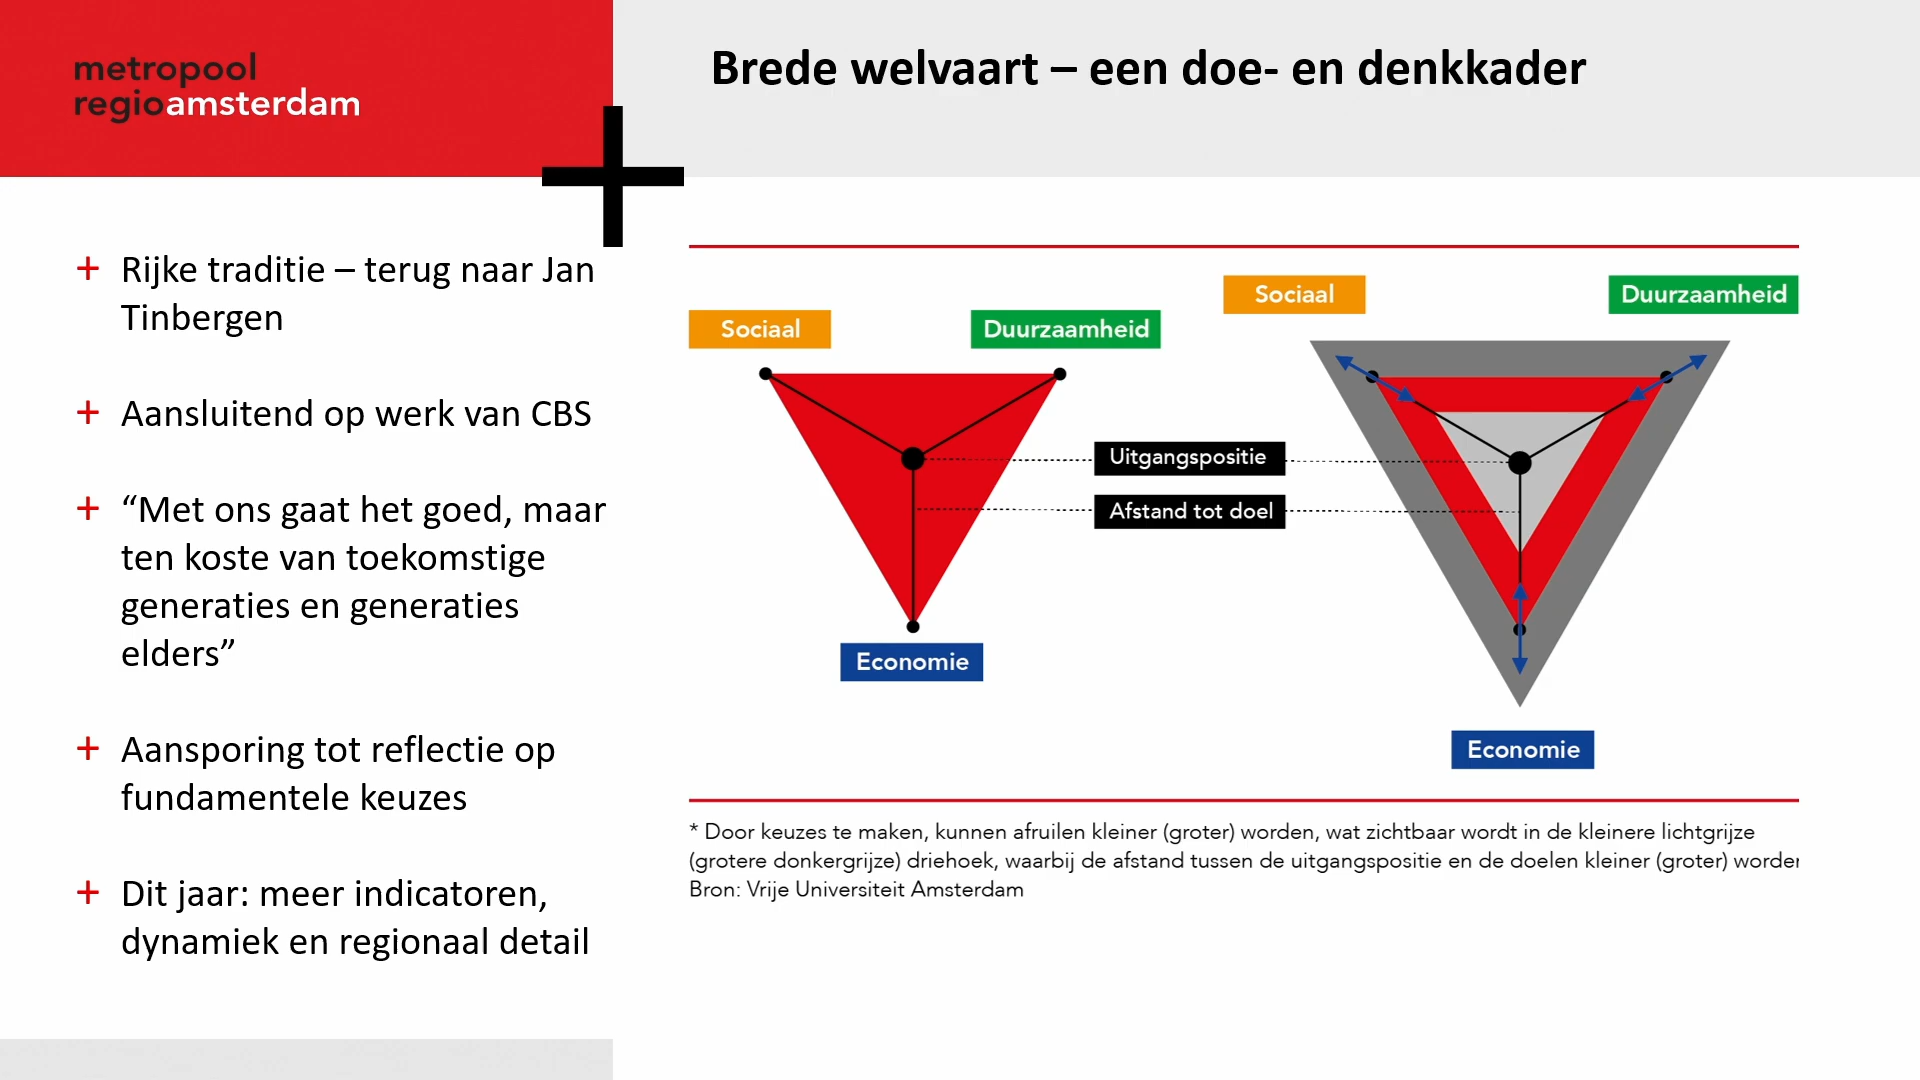 metropool
regioamsterdam
Brede welvaart – een doe- en denkkader
+ Rijke traditie – terug naar Jan
Tinbergen
+ Aansluitend op werk van CBS
+ “Met ons gaat het goed, maar
ten koste van toekomstige
generaties en generaties
elders”
+ Aansporing tot reflectie op
fundamentele keuzes
+ Dit jaar: meer indicatoren,
dynamiek en regionaal detail
Sociaal
Duurzaamheid
Economie
Uitgangspositie
Afstand tot doel
Sociaal
Duurzaamheid
Economie
* Door keuzes te maken, kunnen afruilen kleiner (groter) worden, wat zichtbaar wordt in de kleinere lichtgrijze
(grotere donkergrijze) driehoek, waarbij de afstand tussen de uitgangspositie en de doelen kleiner (groter) worden
Bron: Vrije Universiteit Amsterdam